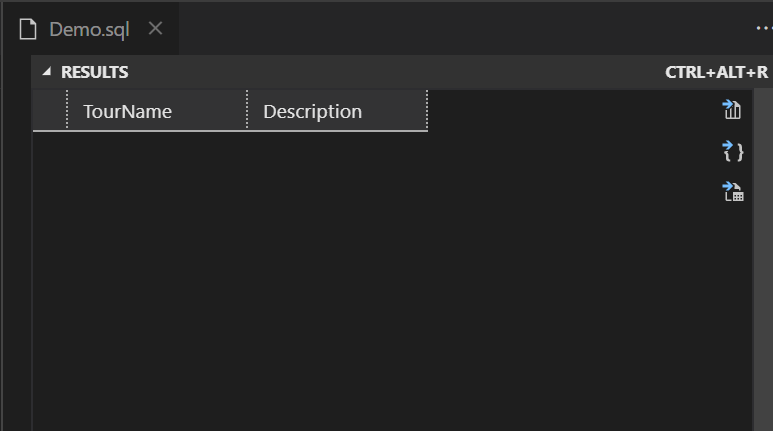 Demo.sql
RESULTS CTRL+ALT+R
TourName Description